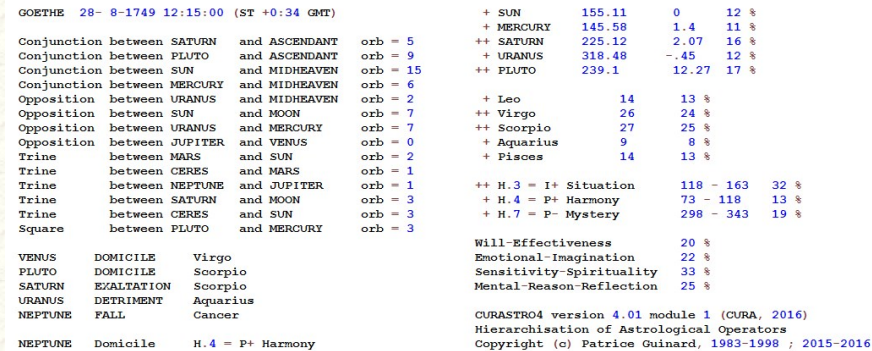 GOETHE 28- 8-1749 12:15:00 (ST +0:34 GMT)
Conjunction between SATURN and ASCENDANT orb = 5
Conjunction between PLUTO and ASCENDANT orb = 9
Conjunction between SUN and MIDHEAVEN orb = 15
Conjunction between MERCURY and MIDHEAVEN orb = 6
Opposition between URANUS and MIDHEAVEN orb = 2
Opposition between SUN and MOON orb = 7
Opposition between URANUS and MERCURY orb = 7
Opposition between JUPITER and VENUS orb = 0
Trine between MARS and SUN orb = 2
Trine between CERES and MARS orb = 1
Trine between NEPTUNE and JUPITER orb = 1
Trine between SATURN and MOON orb = 3
Trine between CERES and SUN orb = 3
Square between PLUTO and MERCURY orb = 3
VENUS DOMICILE Virgo
PLUTO DOMICILE Scorpio
SATURN EXALTATION Scorpio
URANUS DETRIMENT Aquarius
NEPTUNE FALL Cancer
NEPTUNE Domicile H.4 = P+ Harmony
+ SUN 155.11 0 12 %
+ MERCURY 145.58 1.4 11 %
++ SATURN 225.12 2.07 16 %
+ URANUS 318.48 -.45 12 %
++ PLUTO 239.1 12.27 17 %
+ Leo 14 13 %
++ Virgo 26 24 %
++ Scorpio 27 25 %
+ Aquarius 9 8 %
+ Pisces 14 13 %
++ H.3 = I+ Situation 118 - 163 32 %
+ H.4 = P+ Harmony 73 - 118 13 %
+ H.7 = P- Mystery 298 - 343 19 %
Will-Effectiveness 20 %
Emotional-Imagination 22 %
Sensitivity-Spirituality 33 %
Mental-Reason-Reflection 25 %
CURASTRO4 version 4.01 module 1 (CURA, 2016)
Hierarchisation of Astrological Operators
Copyright (c) Patrice Guinard, 1983-1998 ; 2015-2016